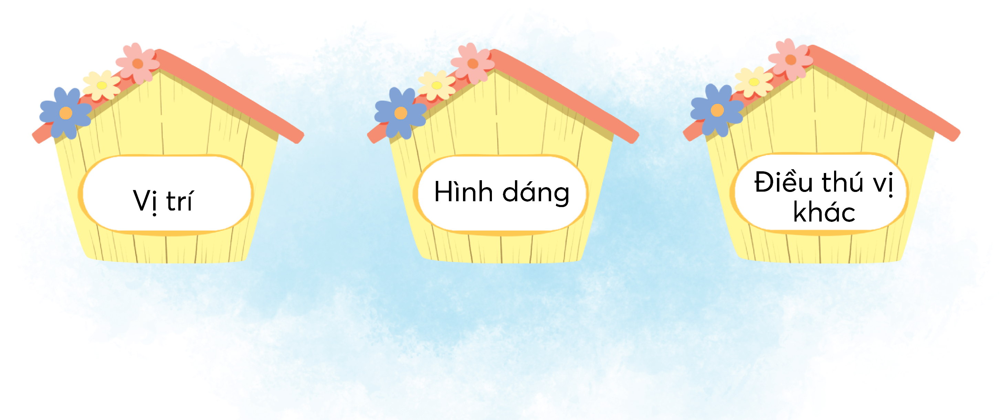 Vị trí
Hình dáng
Điều thú vị
khác